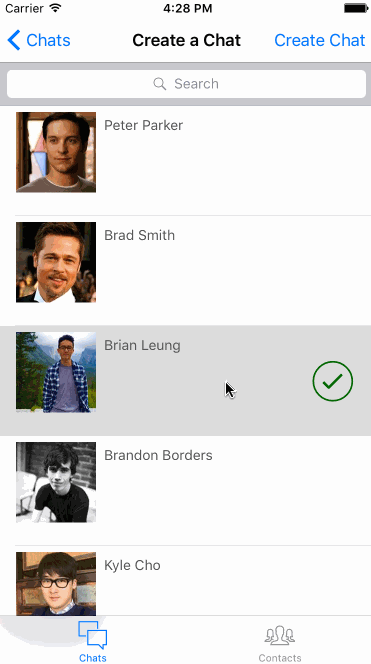 Carrier 4:28 PM
Chats Create a Chat Create Chat
Search
Peter Parker
Brad Smith
Brian Leung
Brandon Borders
Kyle Cho
Chats Contacts